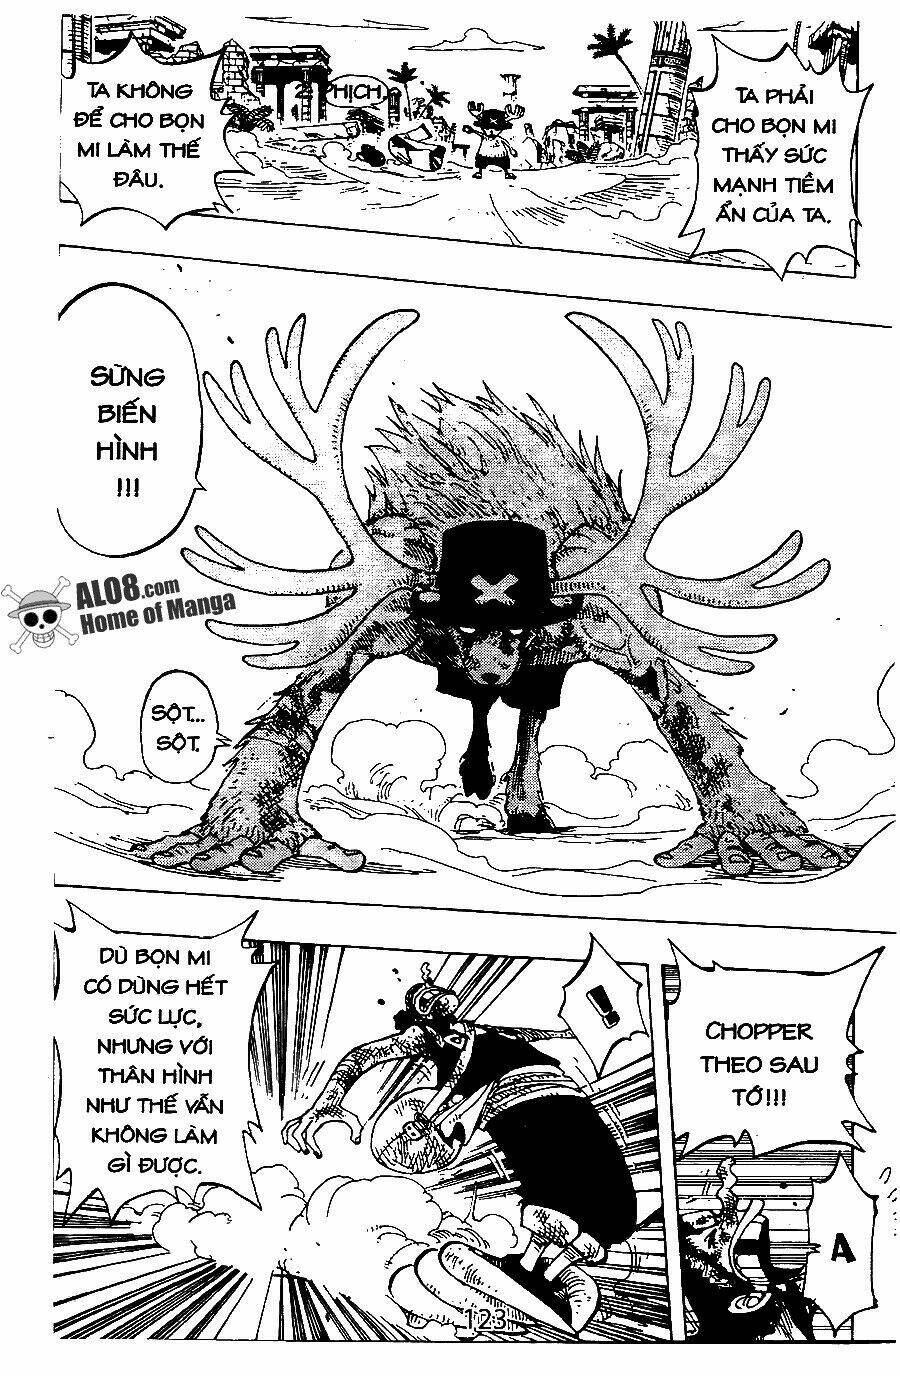 TA PHẢI
CHO BỌN MI
THẤY SỨC
MẠNH TIỀM
ẨN CỦA TA.
PHỊCH
TA KHÔNG
ĐỂ CHO BỌN
MI LÀM THẾ
ĐÂU.
SỪNG
BIẾN
HÌNH
!!!
ALO8.com
Home of Manga
SỘT...
SỘT.
CHOPPER
THEO SAU
TỚ!!!
A
!
DÙ BỌN MI
CÓ DÙNG HẾT
SỨC LỰC,
NHƯNG VỚI
THÂN HÌNH
NHƯ THẾ VẪN
KHÔNG LÀM
GÌ ĐƯỢC.
123